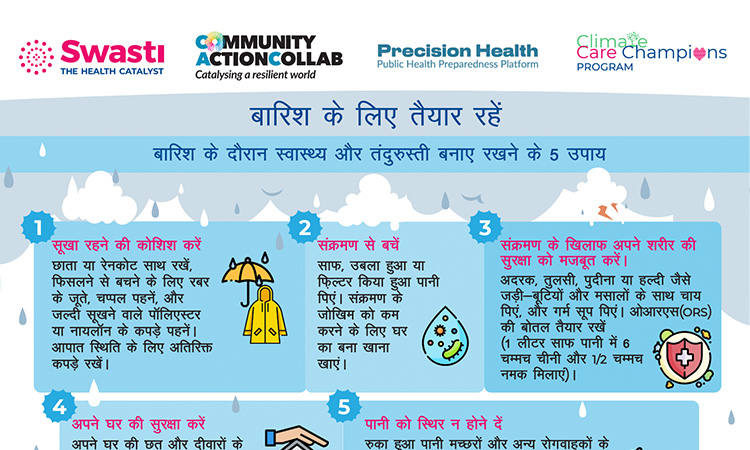 Swasti
THE HEALTH CATALYST
COMMUNITY
ACTIONCOLLAB
Catalysing a resilient world
Precision Health
Public Health Preparedness Platform
Climate
Care Champions
PROGRAM
बारिश के लिए तैयार रहें
बारिश के दौरान स्वास्थ्य और तंदुरुस्ती बनाए रखने के 5 उपाय
1
सूखा रहने की कोशिश करें
छाता या रेनकोट साथ रखें,
फिसलने से बचने के लिए रबर
के जूते, चप्पल पहनें, और
जल्दी सूखने वाले पॉलिएस्टर
या नायलॉन के कपड़े पहनें।
आपात स्थिति के लिए अतिरिक्त
कपड़े रखें।
2
संक्रमण से बचें
साफ, उबला हुआ या
फ़िल्टर किया हुआ पानी
पिएं। संक्रमण के
जोखिम को कम
करने के लिए घर
का बना खाना
खाएं।
3
संक्रमण के खिलाफ अपने शरीर की
सुरक्षा को मजबूत करें।
अदरक, तुलसी, पुदीना या हल्दी जैसे
जड़ी–बूटियों और मसालों के साथ चाय
पिएं, और गर्म सूप पिएं। ओआरएस(ORS)
की बोतल तैयार रखें
(1 लीटर साफ पानी में 6
चम्मच चीनी और 1/2 चम्मच
नमक मिलाएं)।
4
अपने घर की सुरक्षा करें
अपने घर की छत और दीवारों के
5
पानी को स्थिर न होने दें
रुका हुआ पानी मच्छरों और अन्य रोगवाहकों के